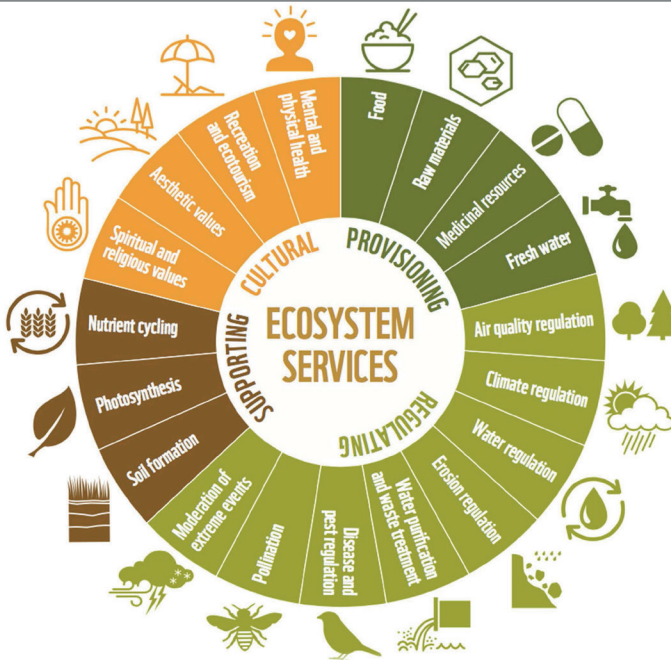 ECOSYSTEM
SERVICES
PROVISIONING
Food
Raw materials
Medicinal resources
Fresh water
REGULATING
Air quality regulation
Climate regulation
Water regulation
Erosion regulation
Water purification
and waste treatment
Disease and
pest regulation
Pollination
Moderation of
extreme events
SUPPORTING
Soil formation
Photosynthesis
Nutrient cycling
CULTURAL
Spiritual and
religious values
Aesthetic values
Recreation
and ecotourism
Mental and
physical health